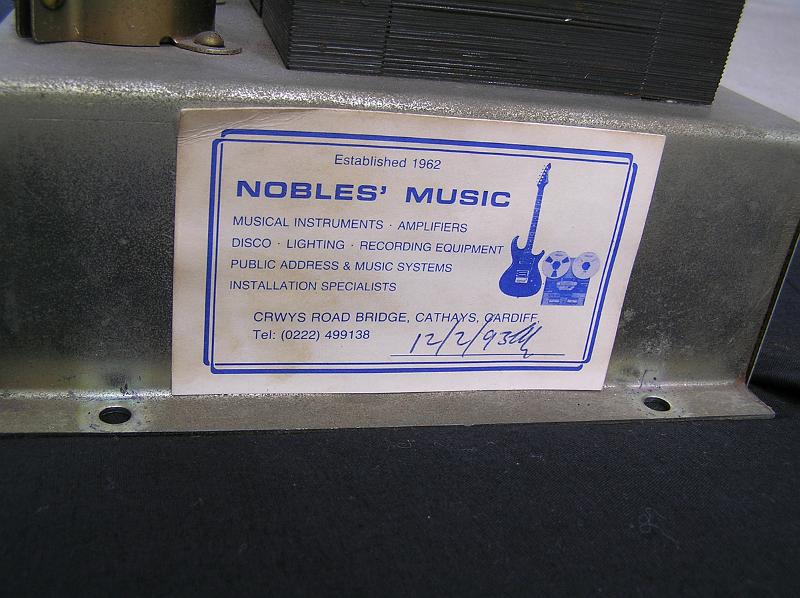 Established 1962
NOBLES' MUSIC
MUSICAL INSTRUMENTS · AMPLIFIERS
DISCO · LIGHTING · RECORDING EQUIPMENT
PUBLIC ADDRESS & MUSIC SYSTEMS
INSTALLATION SPECIALISTS
CRWYS ROAD BRIDGE, CATHAYS, CARDIFF.
Tel: (0222) 499138
12/2/93